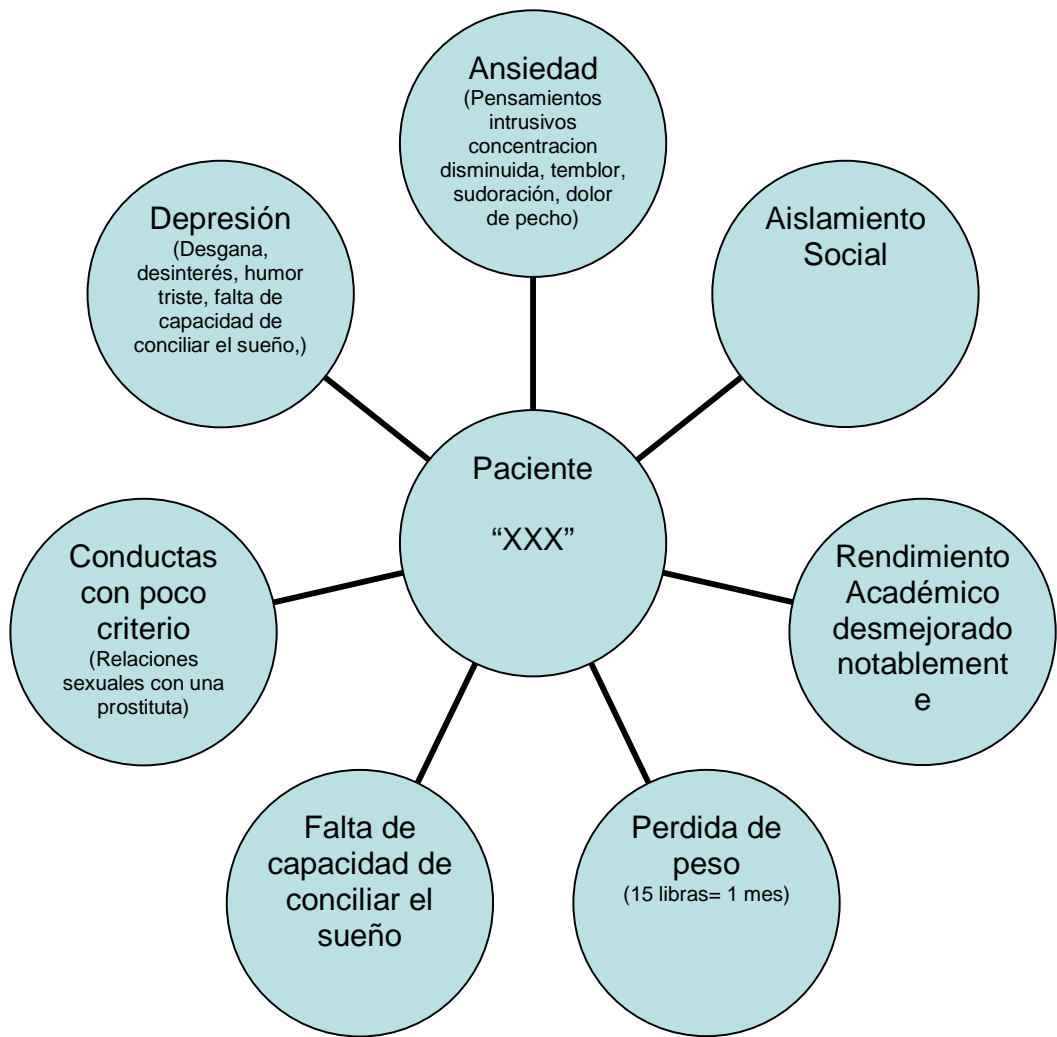 Ansiedad
(Pensamientos
intrusivos
concentracion
disminuida, temblor,
sudoración, dolor
de pecho)
Depresión
(Desgana,
desinterés, humor
triste, falta de
capacidad de
conciliar el sueño,)
Aislamiento
Social
Paciente
“XXX”
Conductas
con poco
criterio
(Relaciones
sexuales con una
prostituta)
Rendimiento
Académico
desmejorado
notablement
e
Falta de
capacidad de
conciliar el
sueño
Perdida de
peso
(15 libras= 1 mes)